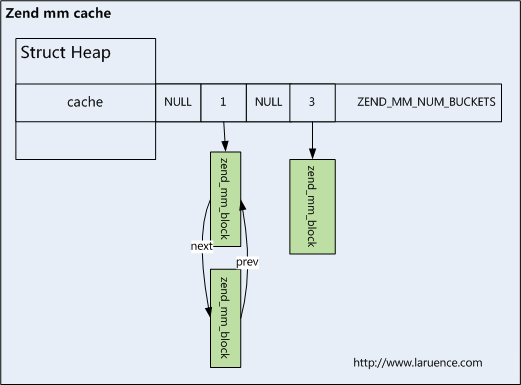 Zend mm cache
Struct Heap
cache NULL 1 NULL 3 ZEND_MM_NUM_BUCKETS
zend_mm_block
zend_mm_block
next
prev
zend_mm_block
http://www.laruence.com